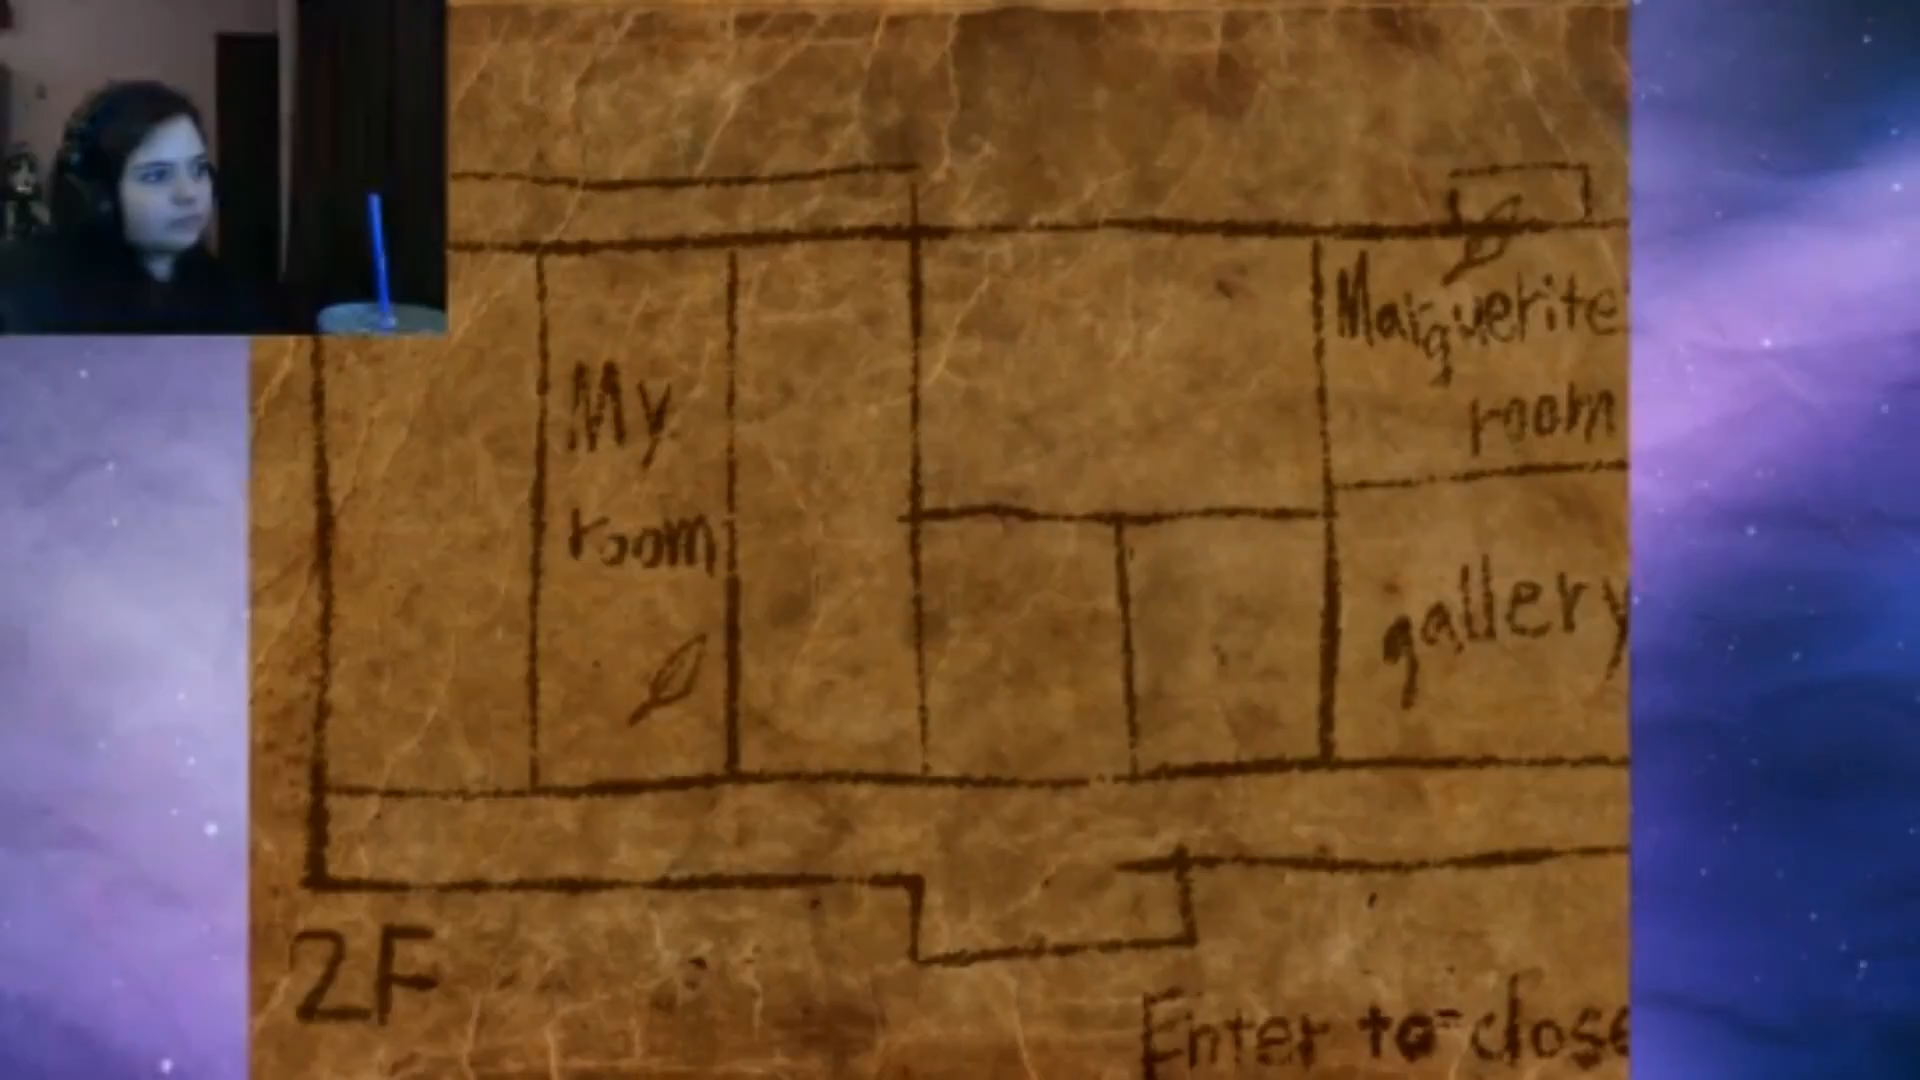 My
room
Marguerite
room
gallery
2F
Enter to close